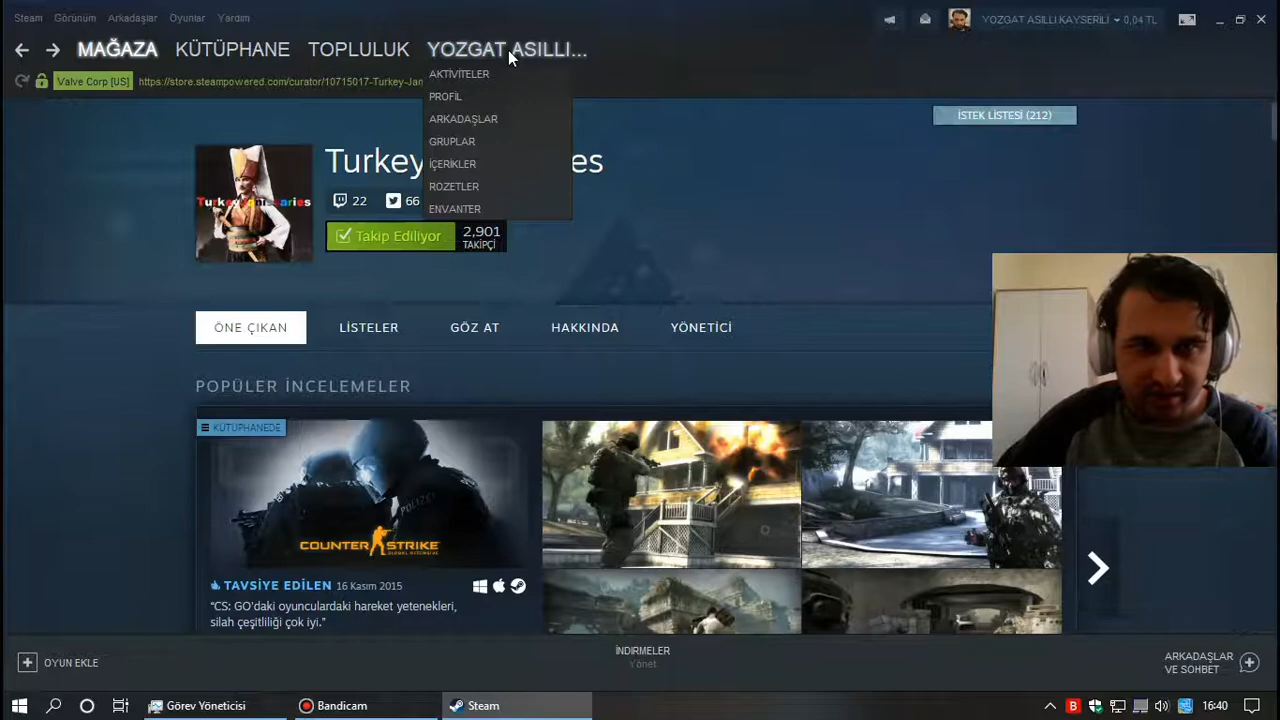 Steam Görünüm Arkadaşlar Oyunlar Yardım
YOZGAT ASILLI KAYSERİLİ 0,04 TL
MAĞAZA KÜTÜPHANE TOPLULUK YOZGAT ASILLI...
Valve Corp [US] https://store.steampowered.com/curator/10715017-Turkey-Jan
AKTİVİTELER
PROFİL
ARKADAŞLAR
GRUPLAR
İÇERİKLER
ROZETLER
ENVANTER
İSTEK LİSTESİ (212)
Turkey es
22 66
Takip Ediliyor 2,901
TAKİPÇİ
ÖNE ÇIKAN LİSTELER GÖZ AT HAKKINDA YÖNETİCİ
POPÜLER İNCELEMELER
KÜTÜPHANEDE
POLIZEI
COUNTER STRIKE
TAVSİYE EDİLEN 16 Kasım 2015
"CS: GO'daki oyunculardaki hareket yetenekleri,
silah çeşitliliği çok iyi."
OYUN EKLE
İNDİRMELER
Yönet
ARKADAŞLAR
VE SOHBET
Görev Yöneticisi Bandicam Steam B 16:40